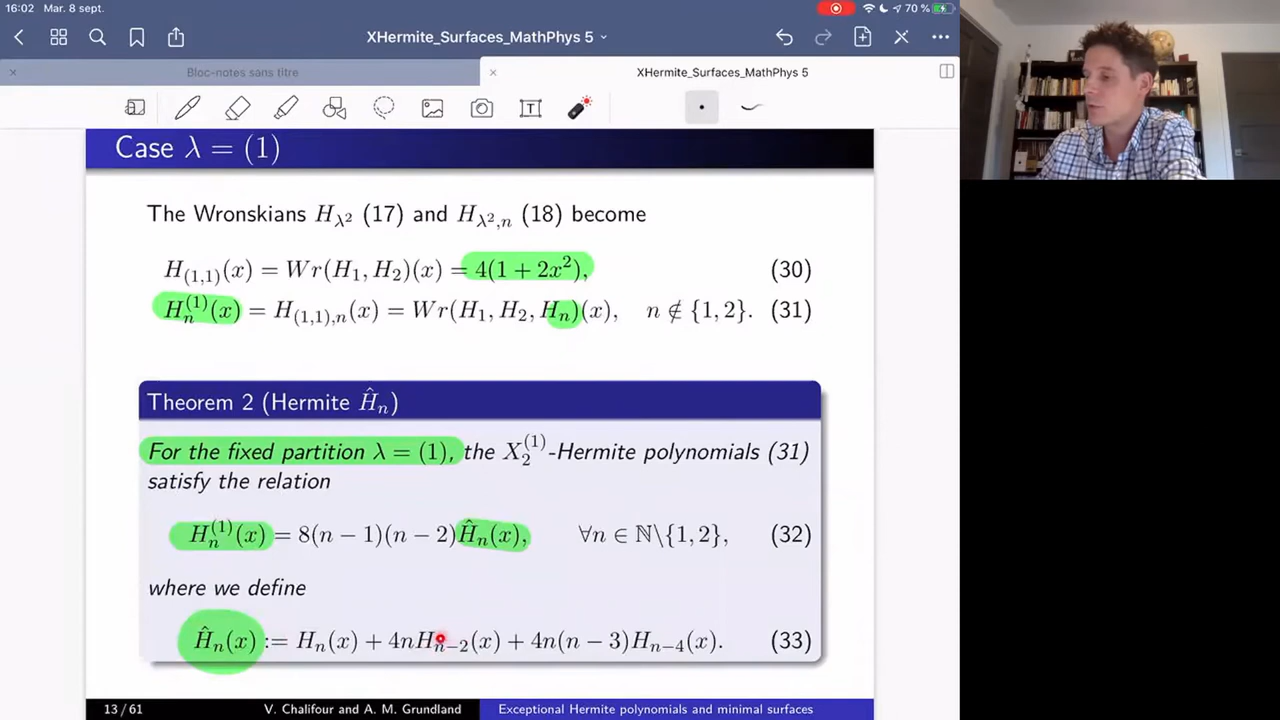 16:02 Mar. 8 sept. 70 %
XHermite_Surfaces_MathPhys 5
Bloc-notes sans titre
XHermite_Surfaces_MathPhys 5
Case λ = (1)
The Wronskians H_{λ²} (17) and H_{λ²,n} (18) become
H_{(1,1)}(x) = Wr(H_1, H_2)(x) = 4(1 + 2x²), (30)
H_n^{(1)}(x) = H_{(1,1),n}(x) = Wr(H_1, H_2, H_n)(x), n ∉ {1, 2}. (31)
Theorem 2 (Hermite Ĥ_n)
For the fixed partition λ = (1), the X_2^{(1)}-Hermite polynomials (31)
satisfy the relation
H_n^{(1)}(x) = 8(n − 1)(n − 2)Ĥ_n(x), ∀n ∈ ℕ\{1, 2}, (32)
where we define
Ĥ_n(x) := H_n(x) + 4nH_{n−2}(x) + 4n(n − 3)H_{n−4}(x). (33)
13 / 61 V. Chalifour and A. M. Grundland Exceptional Hermite polynomials and minimal surfaces